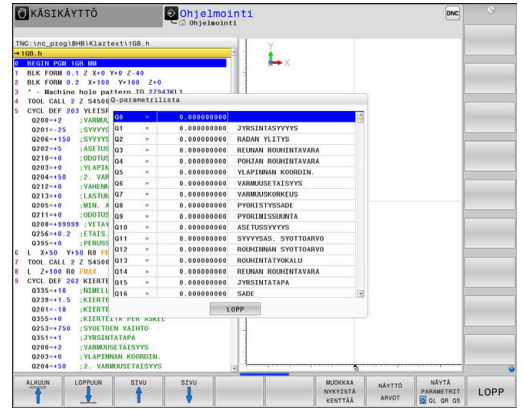 KÄSIKÄYTTÖ
Ohjelmointi
Ohjelmointi
DNC
TNC:\nc_prog\BHB\Klartext\1GB.h
→1GB.h
0 BEGIN PGM 1GB MM
1 BLK FORM 0.1 Z X+0 Y+0 Z-40
2 BLK FORM 0.2 X+100 Y+100 Z+0
3 * - Machine hole pattern ID 27943KL1
4 TOOL CALL 2 Z S4500
5 CYCL DEF 203 YLEISP
Q200=+2 ;VARMUU
Q201=-25 ;SYVYYS
Q206=+150 ;SYVYYS
Q202=+5 ;ASETUS
Q210=+0 ;ODOTUS
Q203=+0 ;YLAPIN
Q204=+50 ;2. VAR
Q212=+0 ;VAHENN
Q213=+0 ;LASTUN
Q205=+0 ;MIN. A
Q211=+0 ;ODOTUS
Q208=+99999 ;VETAY
Q256=+0.2 ;ETAIS.
Q395=+0 ;PERUSS
6 L X+50 Y+50 R0 FM
7 TOOL CALL 2 Z S4500
8 L Z+100 R0 FMAX
9 CYCL DEF 262 KIERTE
Q335=+10 ;NIMELL
Q239=+1.5 ;KIERTE
Q201=-18 ;KIERTE
Q355=+0 ;KIERTEITA PER ASKEL
Q253=+750 ;SYOETOEN VAIHTO
Q351=+1 ;JYRSINTATAPA
Q200=+2 ;VARMUUSETAISYYS
Q203=+0 ;YLAPINNAN KOORDIN.
Q204=+50 ;2. VARMUUSETAISYYS
Q-parametrilista
Q0 = 0.000000000
Q1 = 0.000000000 JYRSINTASYVYYS
Q2 = 0.000000000 RADAN YLITYS
Q3 = 0.000000000 REUNAN ROUHINTAVARA
Q4 = 0.000000000 POHJAN ROUHINTAVARA
Q5 = 0.000000000 YLAPINNAN KOORDIN.
Q6 = 0.000000000 VARMUUSETAISYYS
Q7 = 0.000000000 VARMUUSKORKEUS
Q8 = 0.000000000 PYORISTYSSADE
Q9 = 0.000000000 PYORIMISSUUNTA
Q10 = 0.000000000 ASETUSSYVYYS
Q11 = 0.000000000 SYVYYSAS. SYOTTOARVO
Q12 = 0.000000000 ROUHINNAN SYOTTOARVO
Q13 = 0.000000000 ROUHINTATYOKALU
Q14 = 0.000000000 REUNAN ROUHINTAVARA
Q15 = 0.000000000 JYRSINTATAPA
Q16 = 0.000000000 SADE
LOPP
Y
X
ALKUUN
LOPPUUN
SIVU
SIVU
MUOKKAA
NYKYISTÄ
KENTTÄÄ
NÄYTTÖ
ARVOT
NÄYTÄ
PARAMETRIT
Q QL QR QS
LOPP